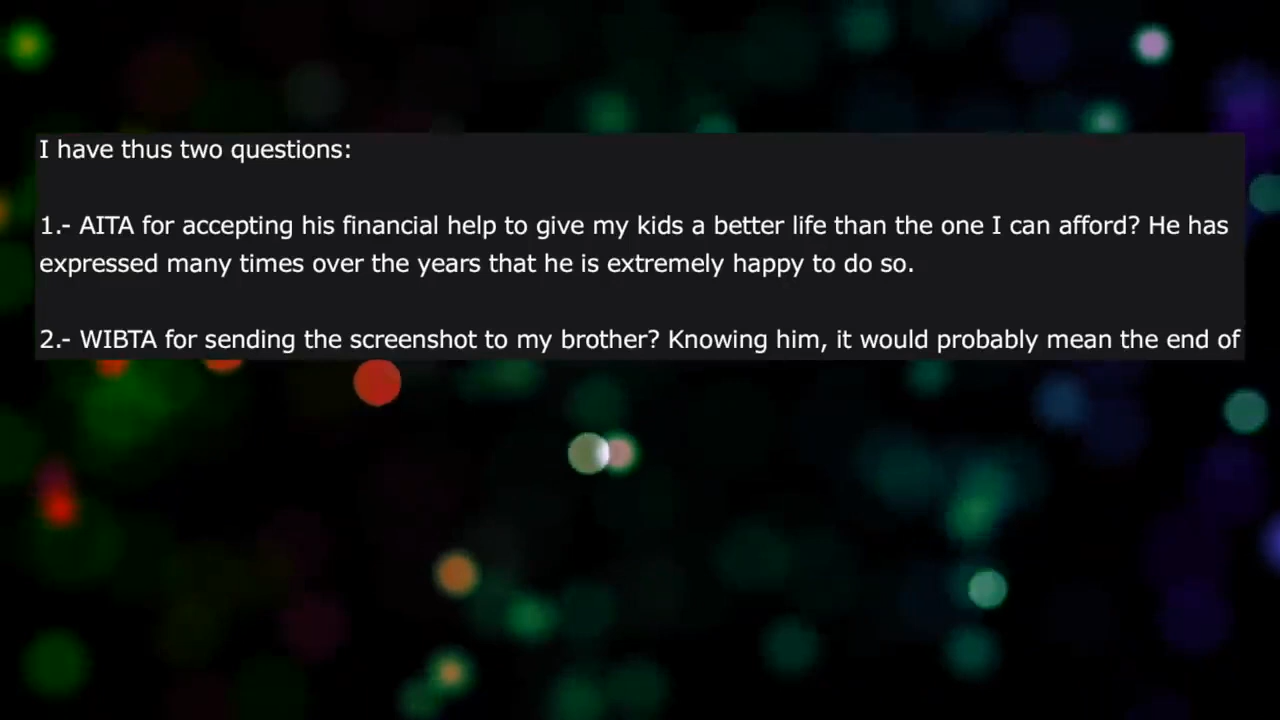 I have thus two questions:
1.- AITA for accepting his financial help to give my kids a better life than the one I can afford? He has
expressed many times over the years that he is extremely happy to do so.
2.- WIBTA for sending the screenshot to my brother? Knowing him, it would probably mean the end of